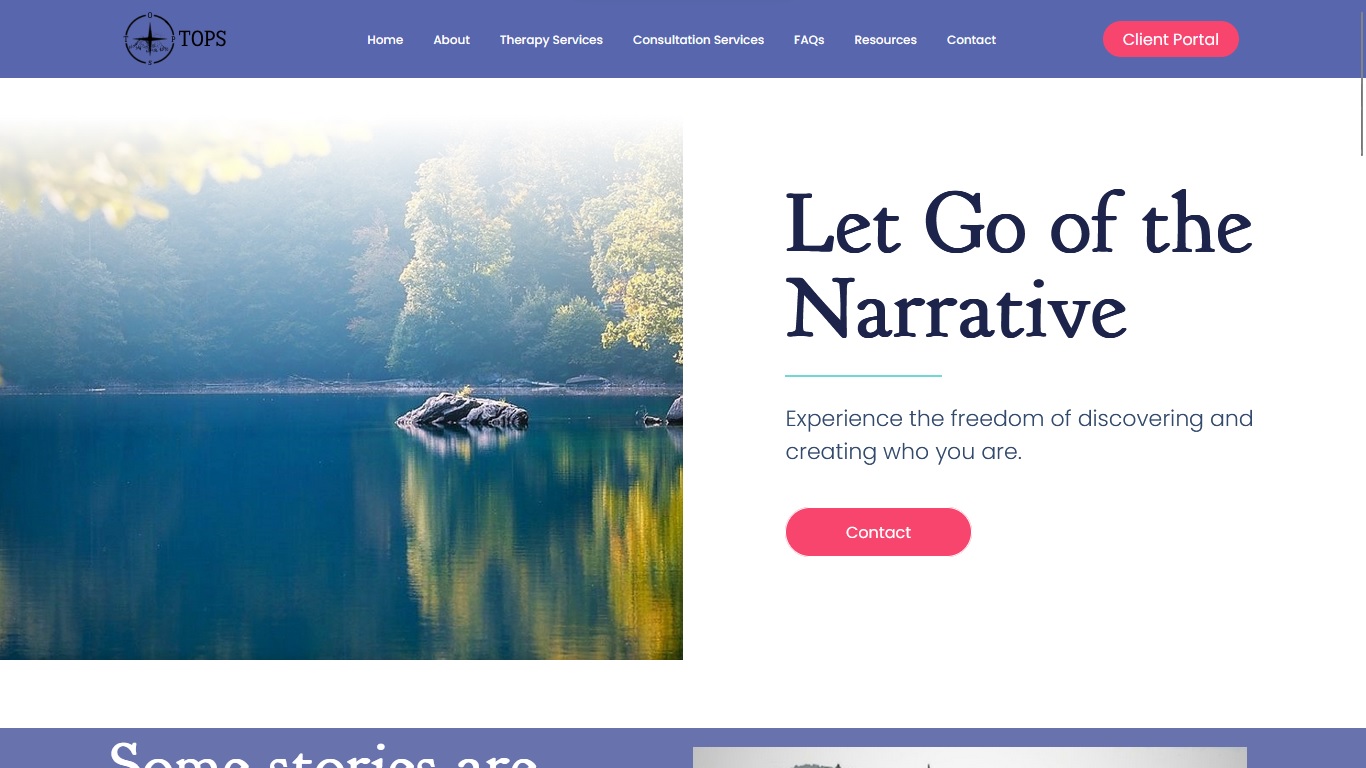 TOPS
Home
About
Therapy Services
Consultation Services
FAQs
Resources
Contact
Client Portal
Let Go of the
Narrative
Experience the freedom of discovering and
creating who you are.
Contact
Some stories are